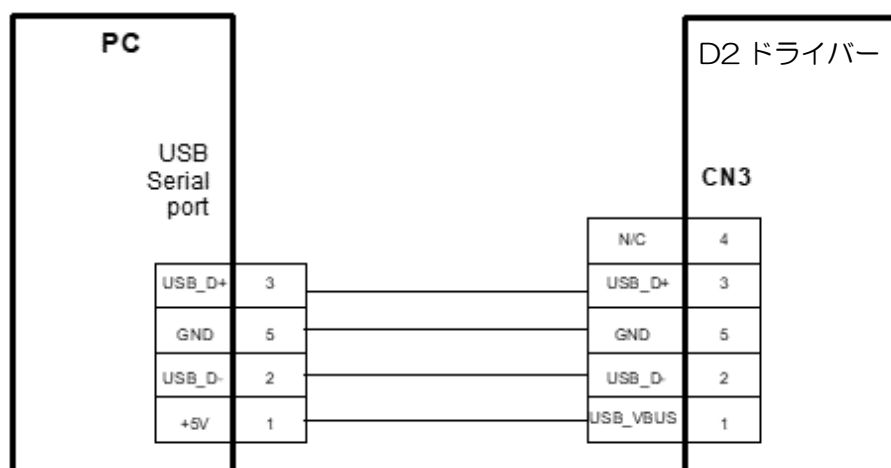 PC
D2 ドライバー
USB
Serial
port
CN3
N/C 4
USB_D+ 3 USB_D+ 3
GND 5 GND 5
USB_D- 2 USB_D- 2
+5V 1 USB_VBUS 1